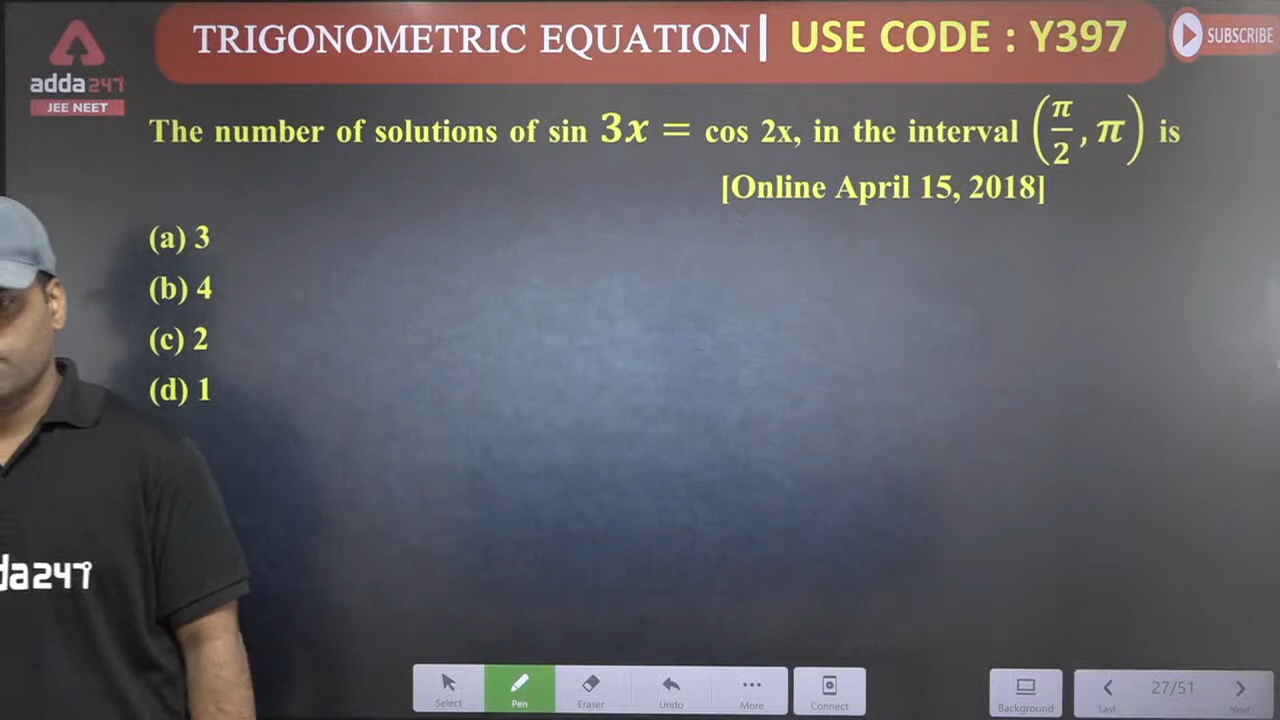 TRIGONOMETRIC EQUATION| USE CODE : Y397
SUBSCRIBE
adda247
JEE NEET
The number of solutions of sin 3x = cos 2x, in the interval (π/2, π) is
[Online April 15, 2018]
(a) 3
(b) 4
(c) 2
(d) 1
da247
Select
Pen
Eraser
Undo
More
Connect
Background
Last
27/51
Next